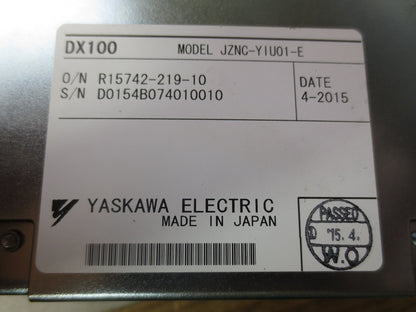 DX100 MODEL JZNC-YIU01-E
O/N R15742-219-10
S/N D0154B074010010
DATE
4-2015
YASKAWA ELECTRIC
MADE IN JAPAN
PASSED
'15.4.
W.O